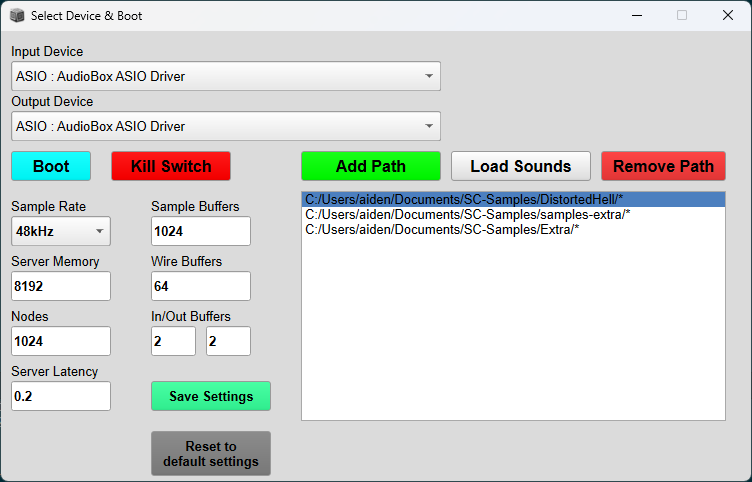 Select Device & Boot
Input Device
ASIO : AudioBox ASIO Driver
Output Device
ASIO : AudioBox ASIO Driver
Boot
Kill Switch
Add Path
Load Sounds
Remove Path
Sample Rate
48kHz
Sample Buffers
1024
Server Memory
8192
Wire Buffers
64
Nodes
1024
In/Out Buffers
2
2
Server Latency
0.2
Save Settings
Reset to
default settings
C:/Users/aiden/Documents/SC-Samples/DistortedHell/*
C:/Users/aiden/Documents/SC-Samples/samples-extra/*
C:/Users/aiden/Documents/SC-Samples/Extra/*